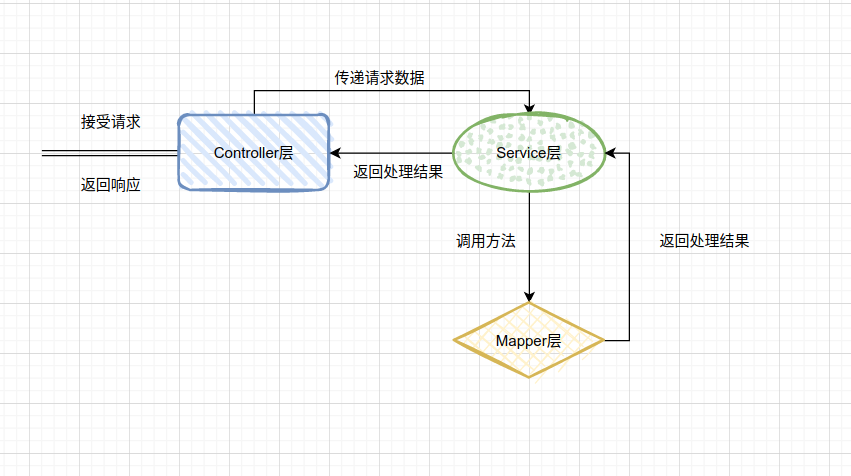 传递请求数据
接受请求
Controller层
Service层
返回处理结果
返回响应
调用方法
返回处理结果
Mapper层